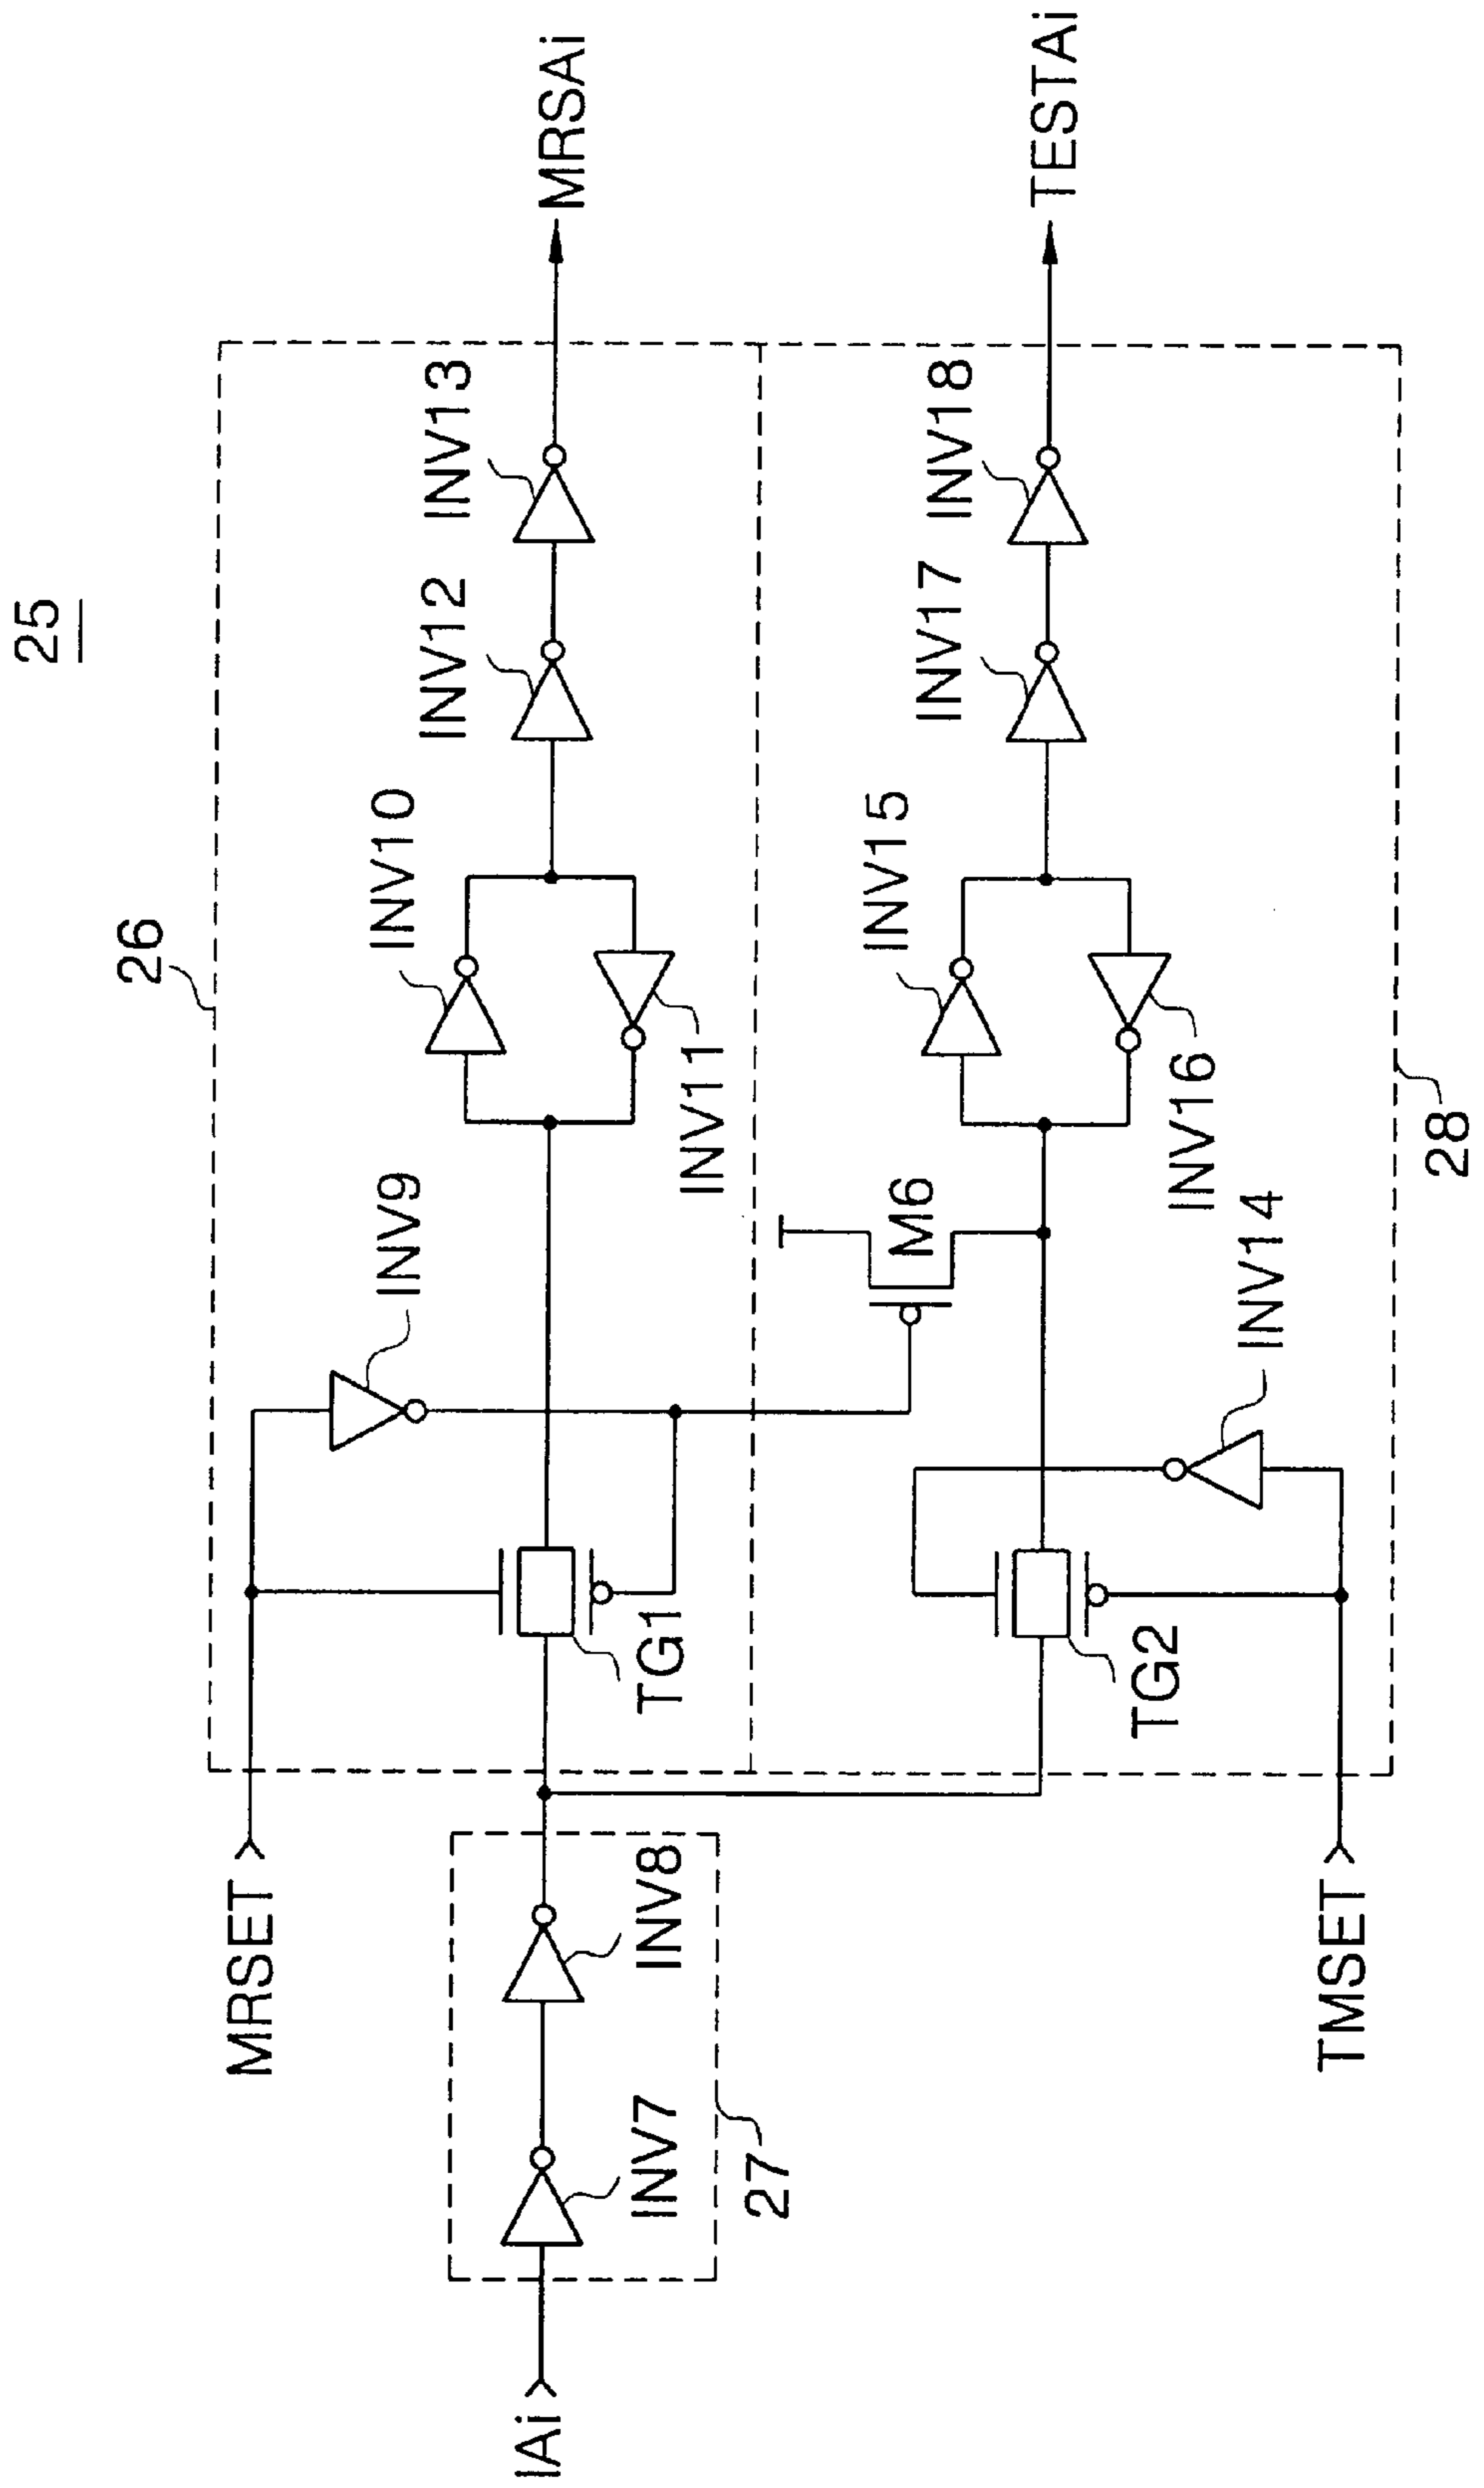 25
26
MRSET
INV9
INV10
INV12
INV13
MRSAi
TG1
INV11
IAi
INV7
INV8
27
M6
INV15
INV17
INV18
TESTAi
TG2
INV14
INV16
TMSET
28